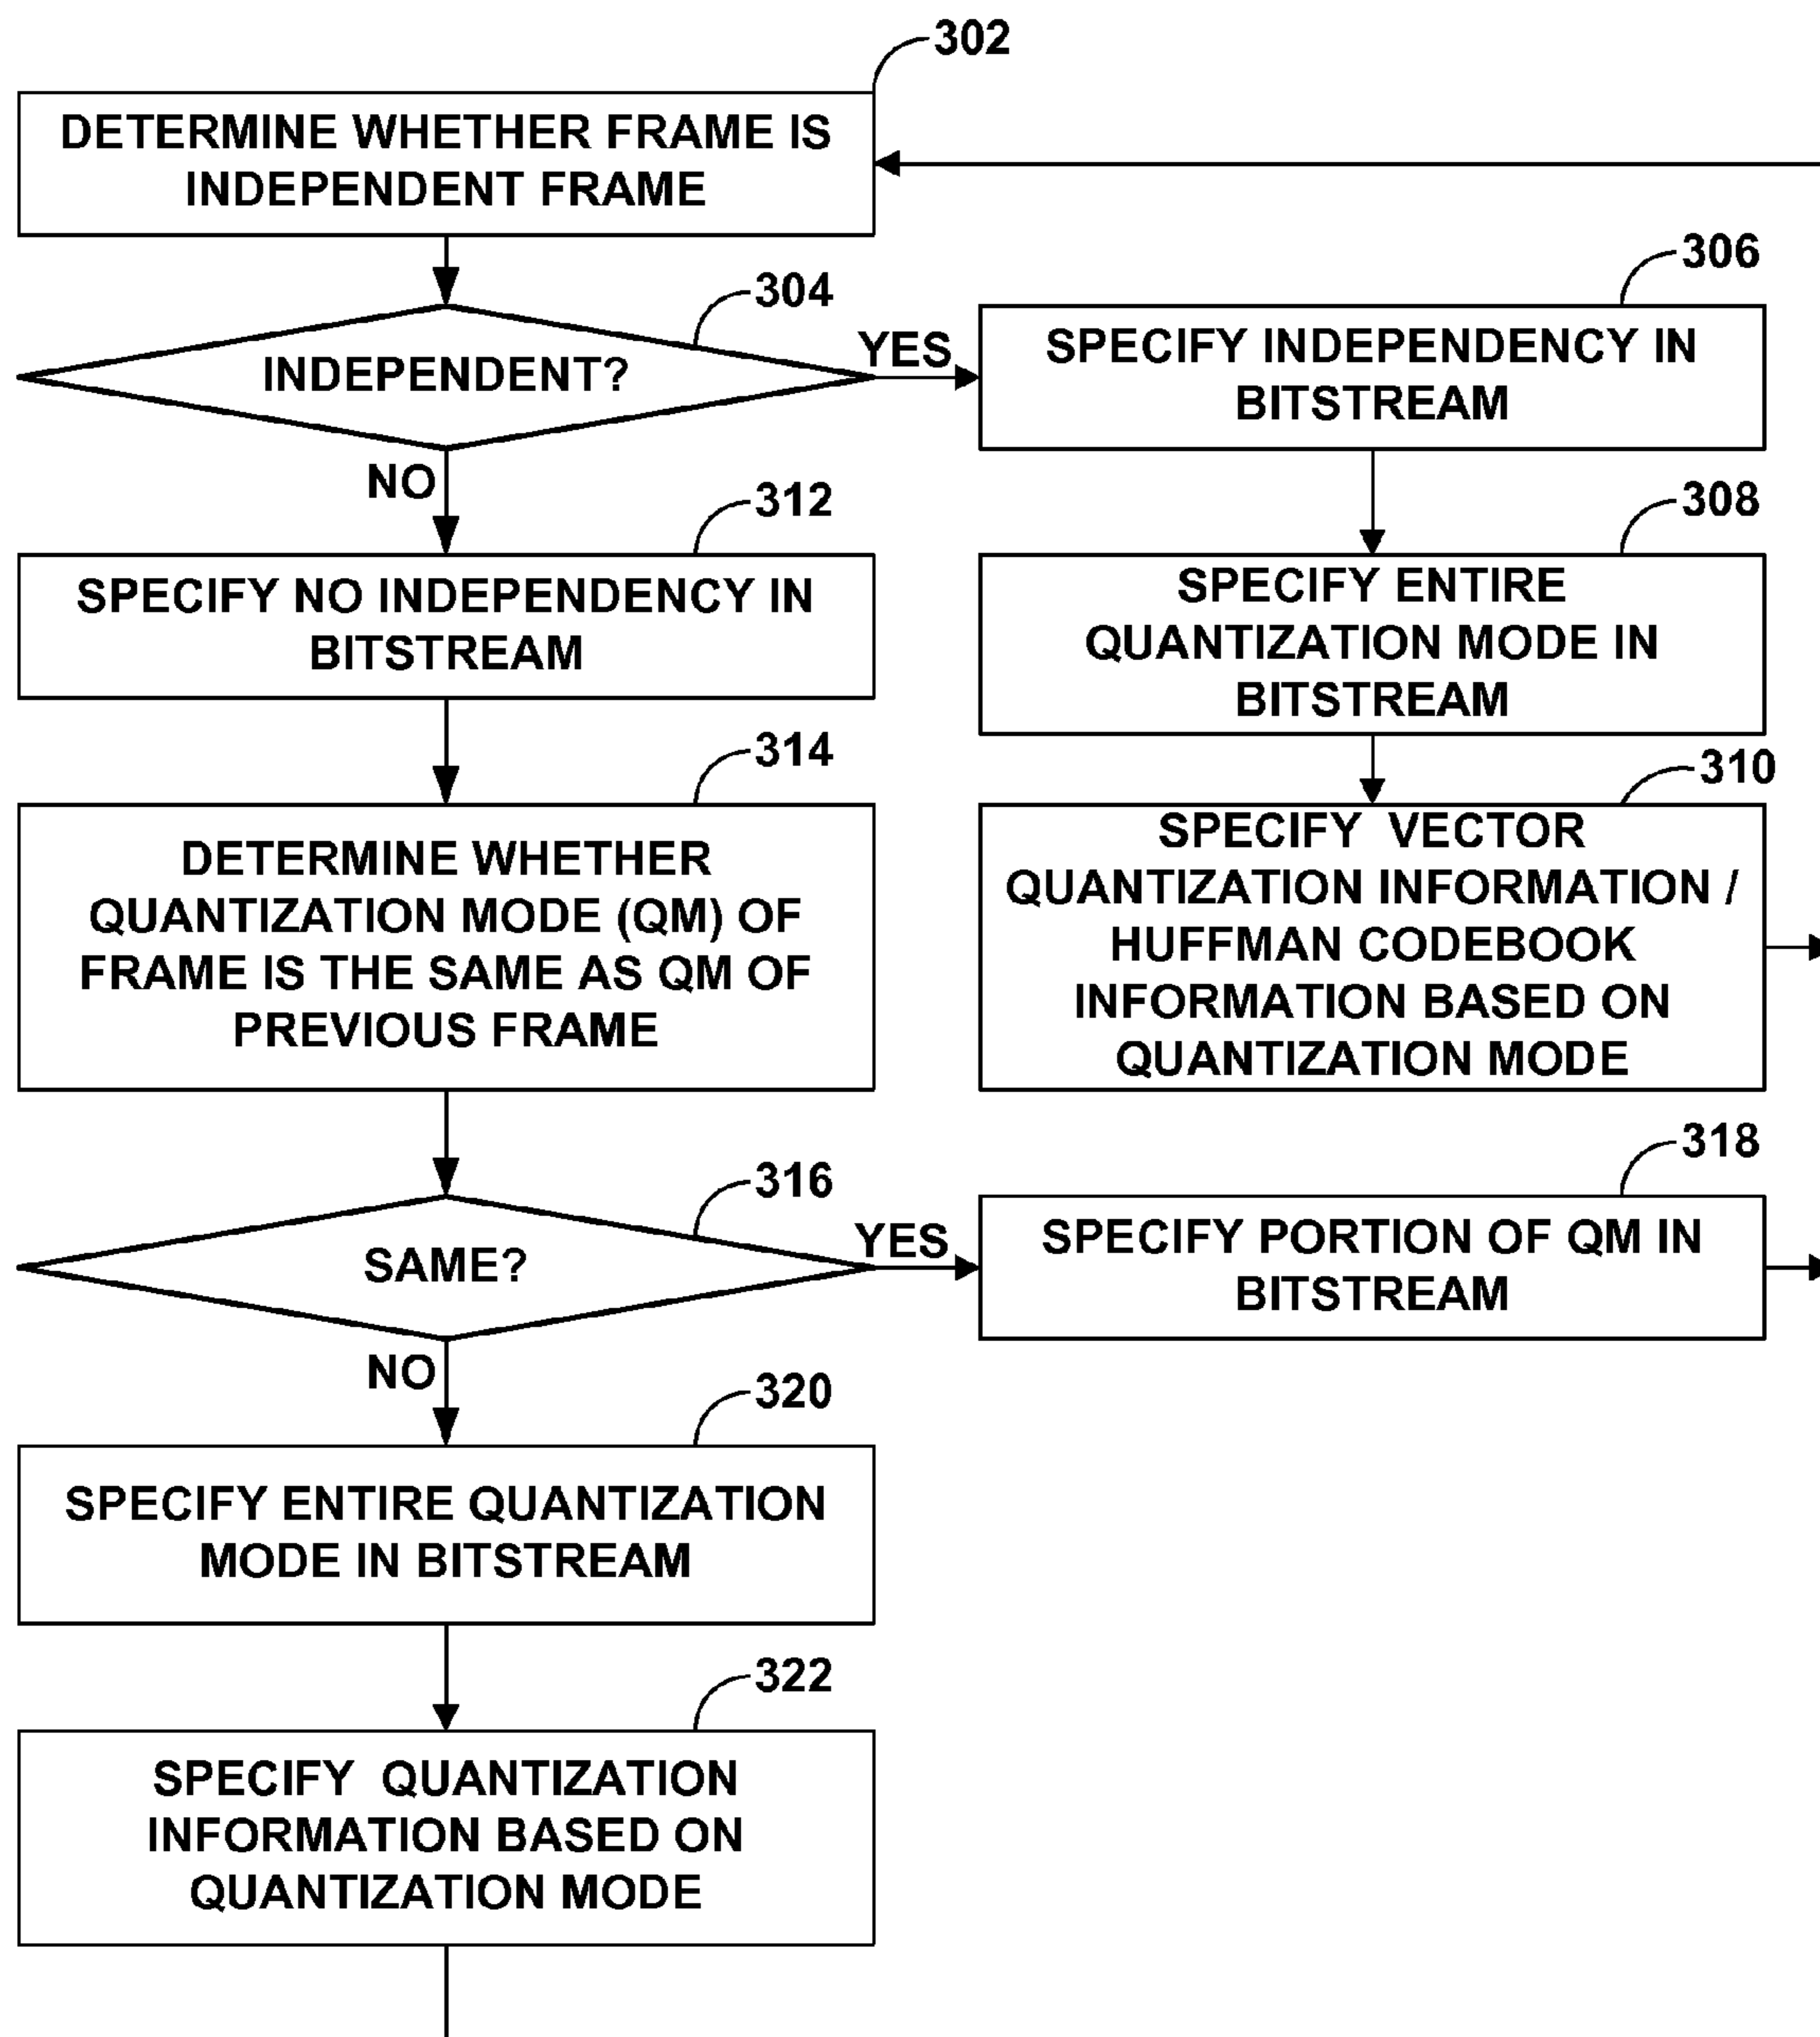 302
DETERMINE WHETHER FRAME IS
INDEPENDENT FRAME
304
INDEPENDENT?
YES
NO
306
SPECIFY INDEPENDENCY IN
BITSTREAM
308
SPECIFY ENTIRE
QUANTIZATION MODE IN
BITSTREAM
310
SPECIFY VECTOR
QUANTIZATION INFORMATION /
HUFFMAN CODEBOOK
INFORMATION BASED ON
QUANTIZATION MODE
312
SPECIFY NO INDEPENDENCY IN
BITSTREAM
314
DETERMINE WHETHER
QUANTIZATION MODE (QM) OF
FRAME IS THE SAME AS QM OF
PREVIOUS FRAME
316
SAME?
YES
NO
318
SPECIFY PORTION OF QM IN
BITSTREAM
320
SPECIFY ENTIRE QUANTIZATION
MODE IN BITSTREAM
322
SPECIFY QUANTIZATION
INFORMATION BASED ON
QUANTIZATION MODE